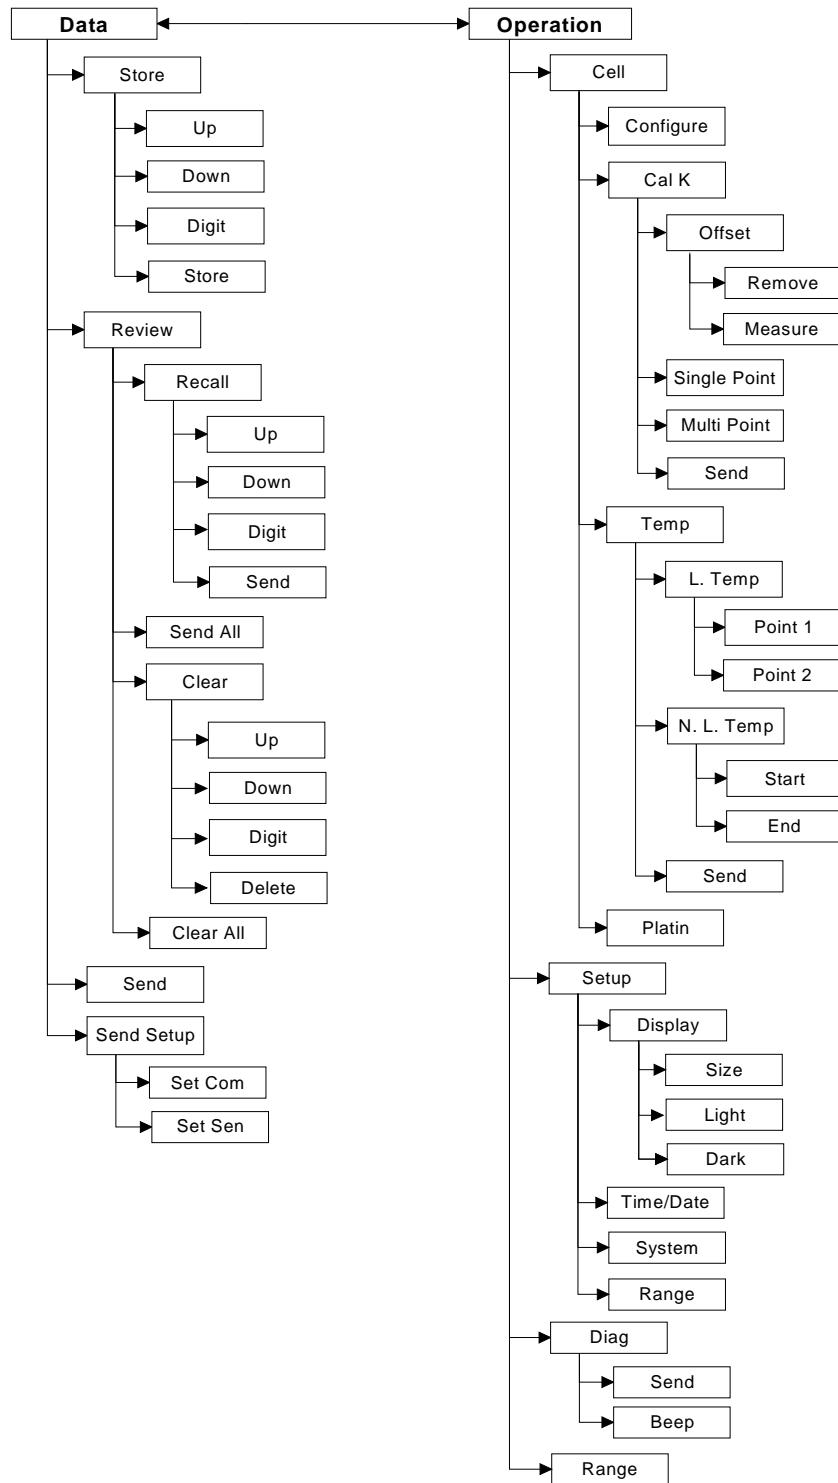 Data
Store
Up
Down
Digit
Store
Review
Recall
Up
Down
Digit
Send
Send All
Clear
Up
Down
Digit
Delete
Clear All
Send
Send Setup
Set Com
Set Sen
Operation
Cell
Configure
Cal K
Offset
Remove
Measure
Single Point
Multi Point
Send
Temp
L. Temp
Point 1
Point 2
N. L. Temp
Start
End
Send
Platin
Setup
Display
Size
Light
Dark
Time/Date
System
Range
Diag
Send
Beep
Range